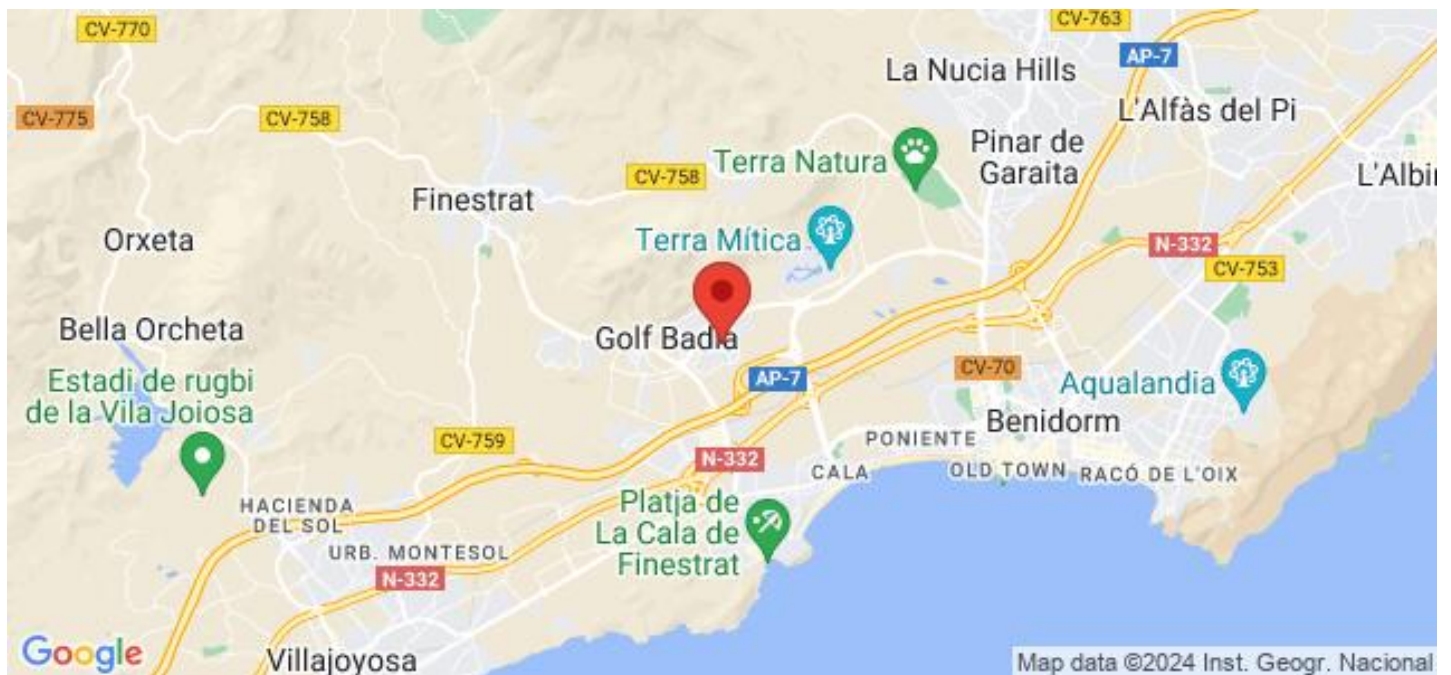 CV-770
CV-763
AP-7
La Nucia Hills
L'Alfàs del Pi
CV-775
CV-758
Terra Natura
Pinar de
Garaita
CV-758
L'Albir
Finestrat
Orxeta
Terra Mítica
N-332
CV-753
Bella Orcheta
Golf Badia
Estadi de rugbi
de la Vila Joiosa
AP-7
CV-70
Aqualandia
Benidorm
CV-759
PONIENTE
N-332
CALA
OLD TOWN
RACÓ DE L'OIX
HACIENDA
DEL SOL
Platja de
La Cala de
Finestrat
URB. MONTESOL
N-332
Google
Villajoyosa
Map data ©2024 Inst. Geogr. Nacional